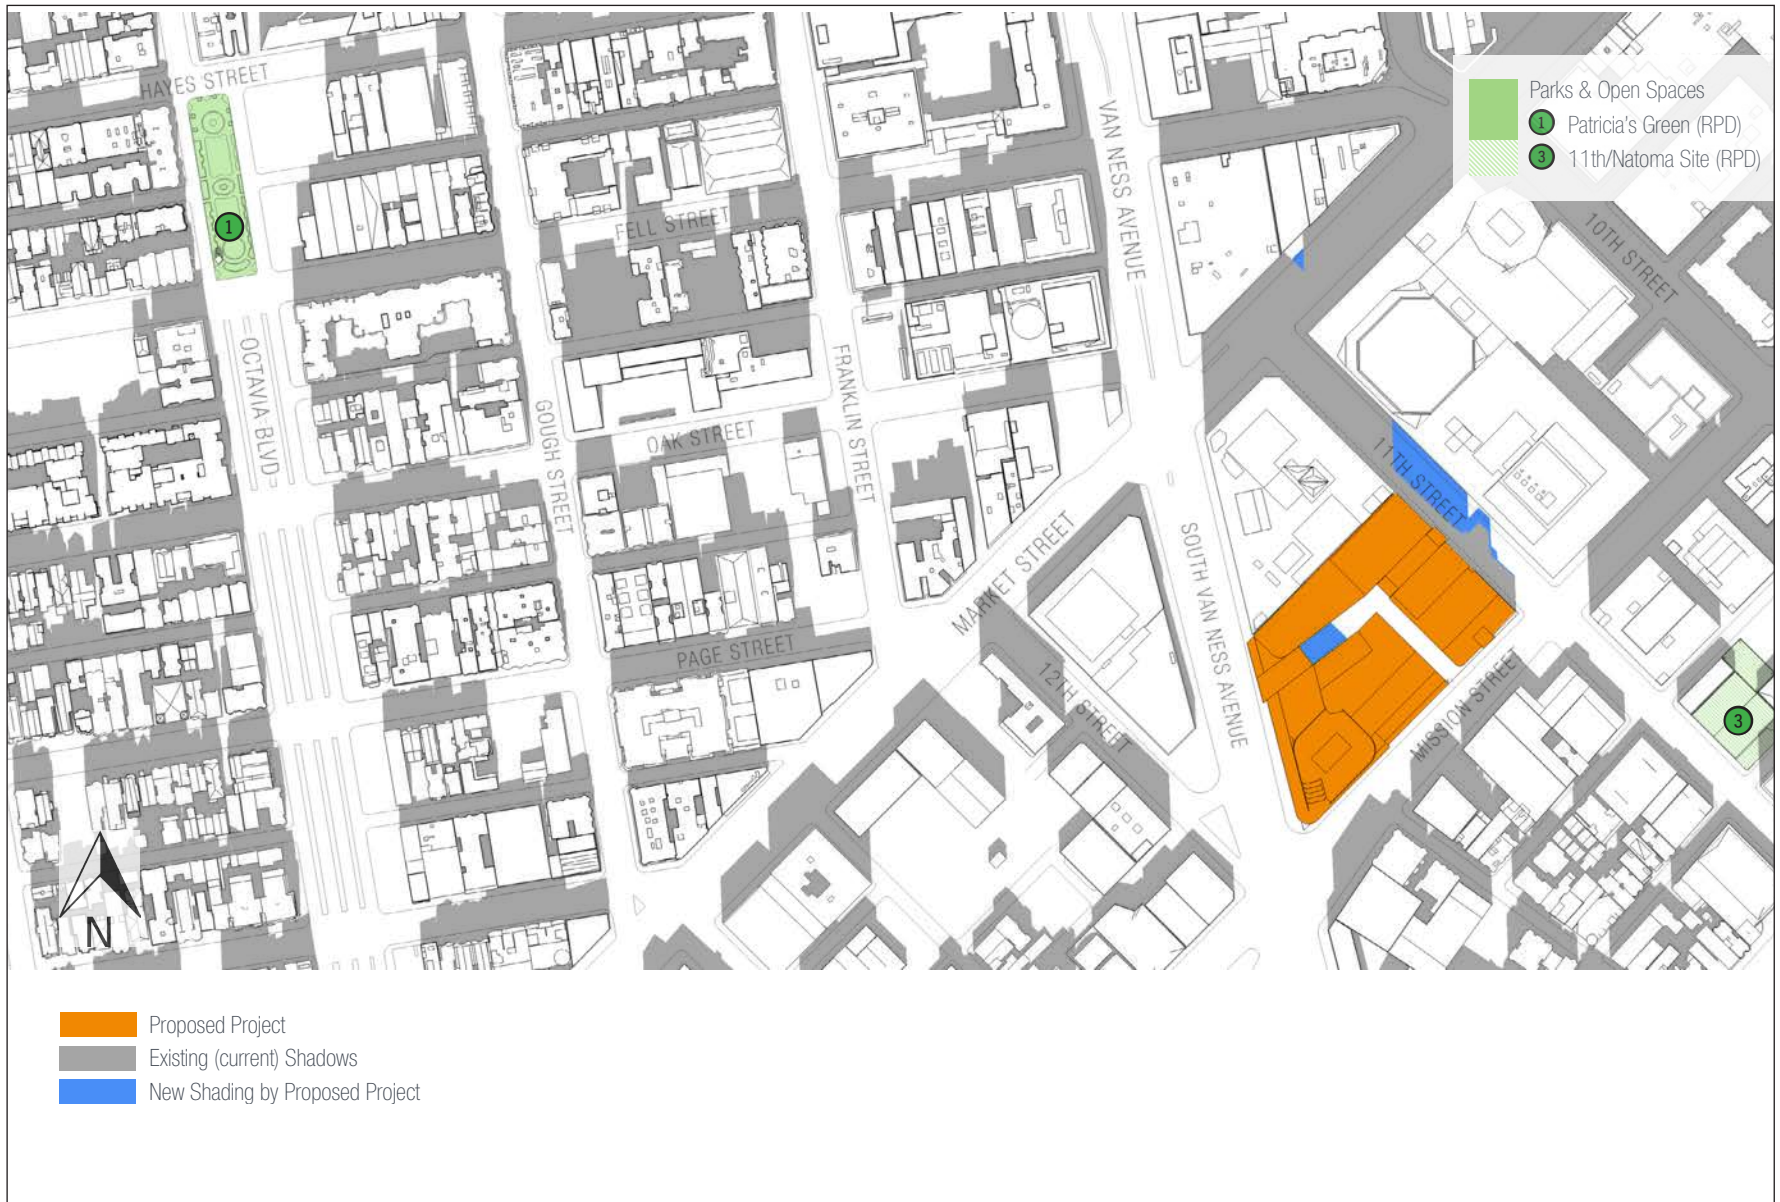 HAYES STREET
VAN NESS AVENUE
Parks & Open Spaces
1 Patricia's Green (RPD)
3 11th/Natoma Site (RPD)
1
FELL STREET
10TH STREET
OCTAVIA BLVD
FRANKLIN STREET
GOUGH STREET
OAK STREET
11TH STREET
MARKET STREET
SOUTH VAN NESS AVENUE
PAGE STREET
12TH STREET
MISSION STREET
3
N
Proposed Project
Existing (current) Shadows
New Shading by Proposed Project